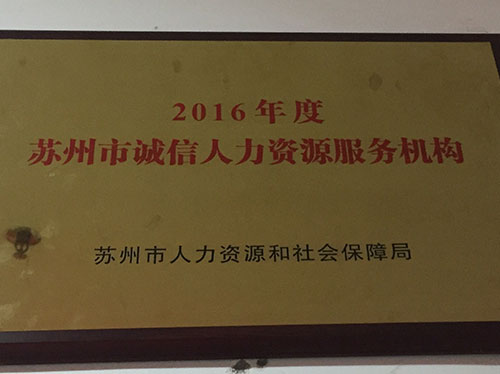 2016年度
苏州市诚信人力资源服务机构
苏州市人力资源和社会保障局